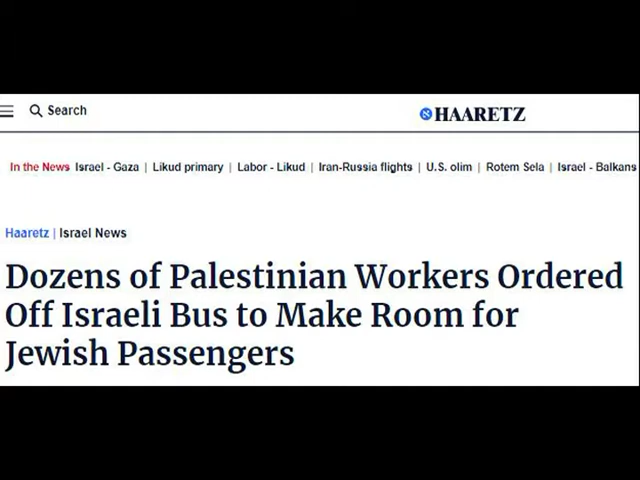 Search
HAARETZ
In the News Israel - Gaza | Likud primary | Labor - Likud | Iran-Russia flights | U.S. olim | Rotem Sela | Israel - Balkans
Haaretz | Israel News
Dozens of Palestinian Workers Ordered
Off Israeli Bus to Make Room for
Jewish Passengers